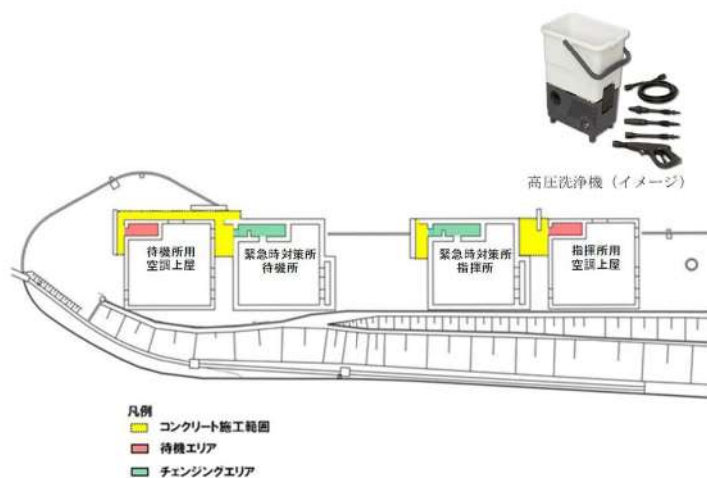 高圧洗浄機（イメージ）
待機所用
空調上屋
緊急時対策所
待機所
緊急時対策所
指揮所
指揮所用
空調上屋
凡例
コンクリート施工範囲
待機エリア
チェンジングエリア